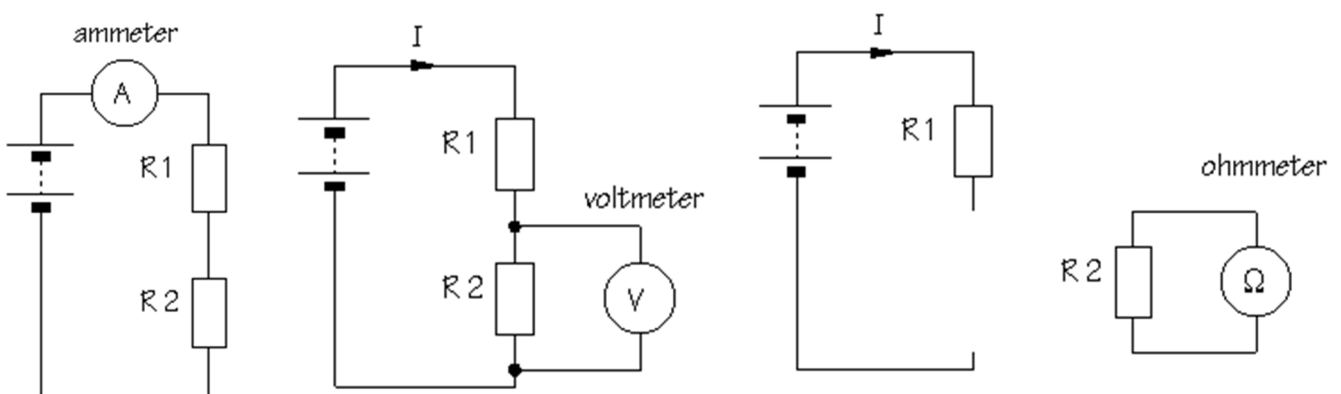 ammeter
A
R1
R2
I
R1
voltmeter
R2
V
I
R1
ohmmeter
R2
Ω